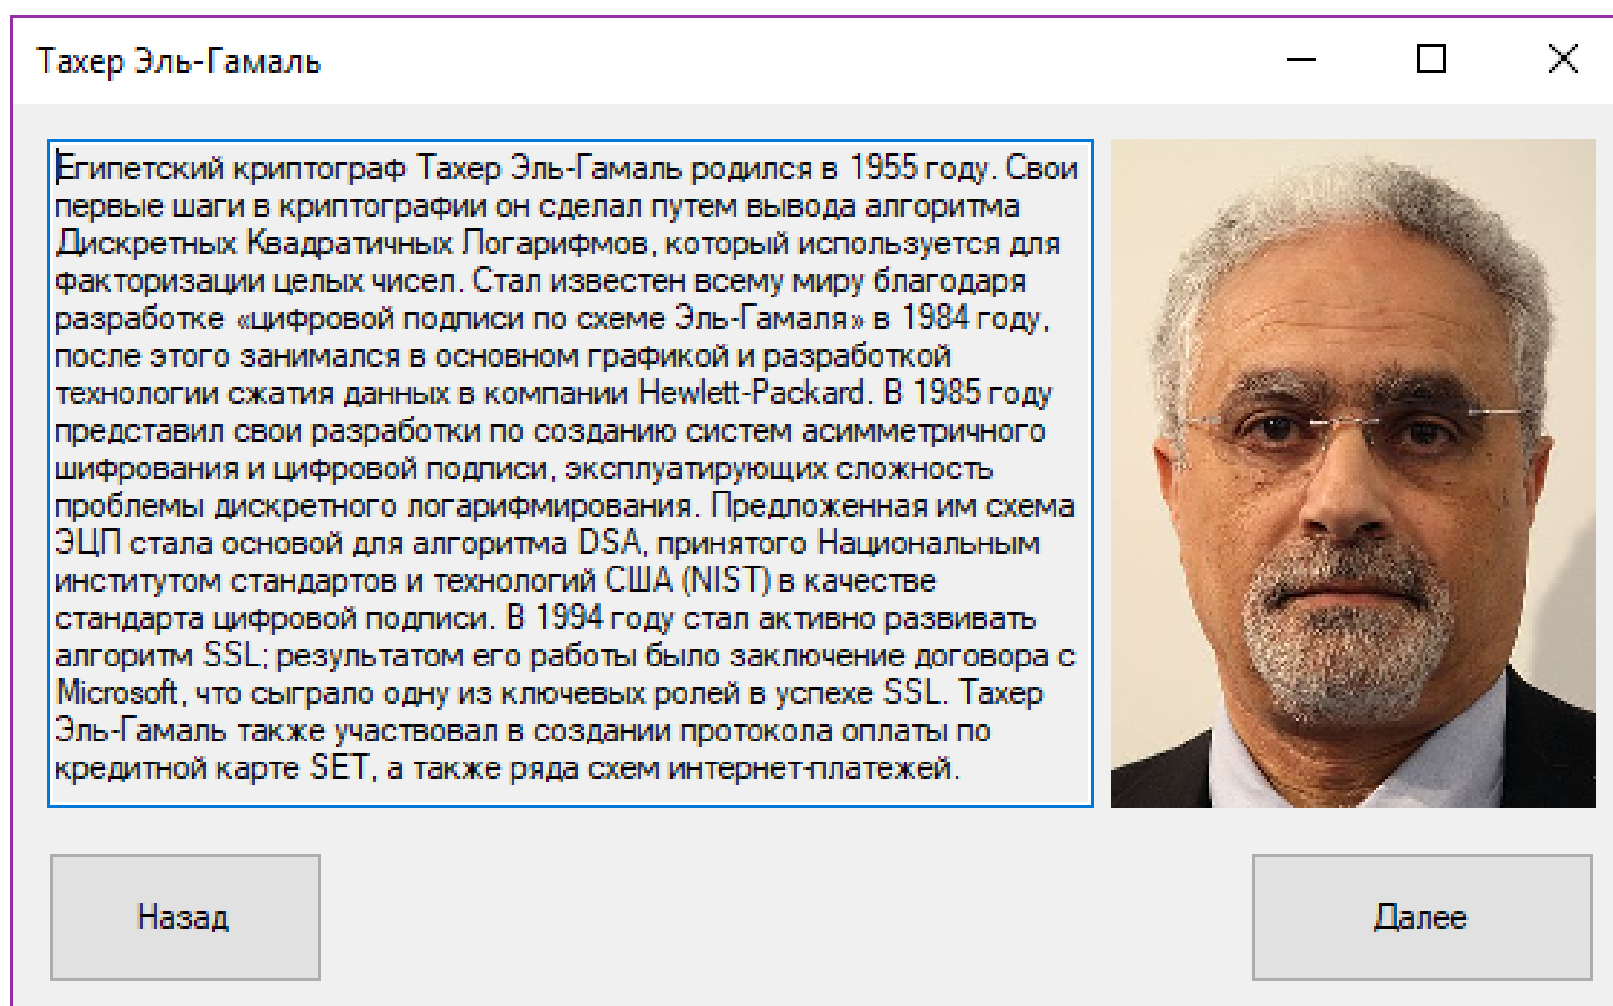 Тахер Эль-Гамаль
Египетский криптограф Тахер Эль-Гамаль родился в 1955 году. Свои
первые шаги в криптографии он сделал путем вывода алгоритма
Дискретных Квадратичных Логарифмов, который используется для
факторизации целых чисел. Стал известен всему миру благодаря
разработке «цифровой подписи по схеме Эль-Гамаля» в 1984 году,
после этого занимался в основном графикой и разработкой
технологии сжатия данных в компании Hewlett-Packard. В 1985 году
представил свои разработки по созданию систем асимметричного
шифрования и цифровой подписи, эксплуатирующих сложность
проблемы дискретного логарифмирования. Предложенная им схема
ЭЦП стала основой для алгоритма DSA, принятого Национальным
институтом стандартов и технологий США (NIST) в качестве
стандарта цифровой подписи. В 1994 году стал активно развивать
алгоритм SSL; результатом его работы было заключение договора с
Microsoft, что сыграло одну из ключевых ролей в успехе SSL. Тахер
Эль-Гамаль также участвовал в создании протокола оплаты по
кредитной карте SET, а также ряда схем интернет-платежей.
Назад
Далее